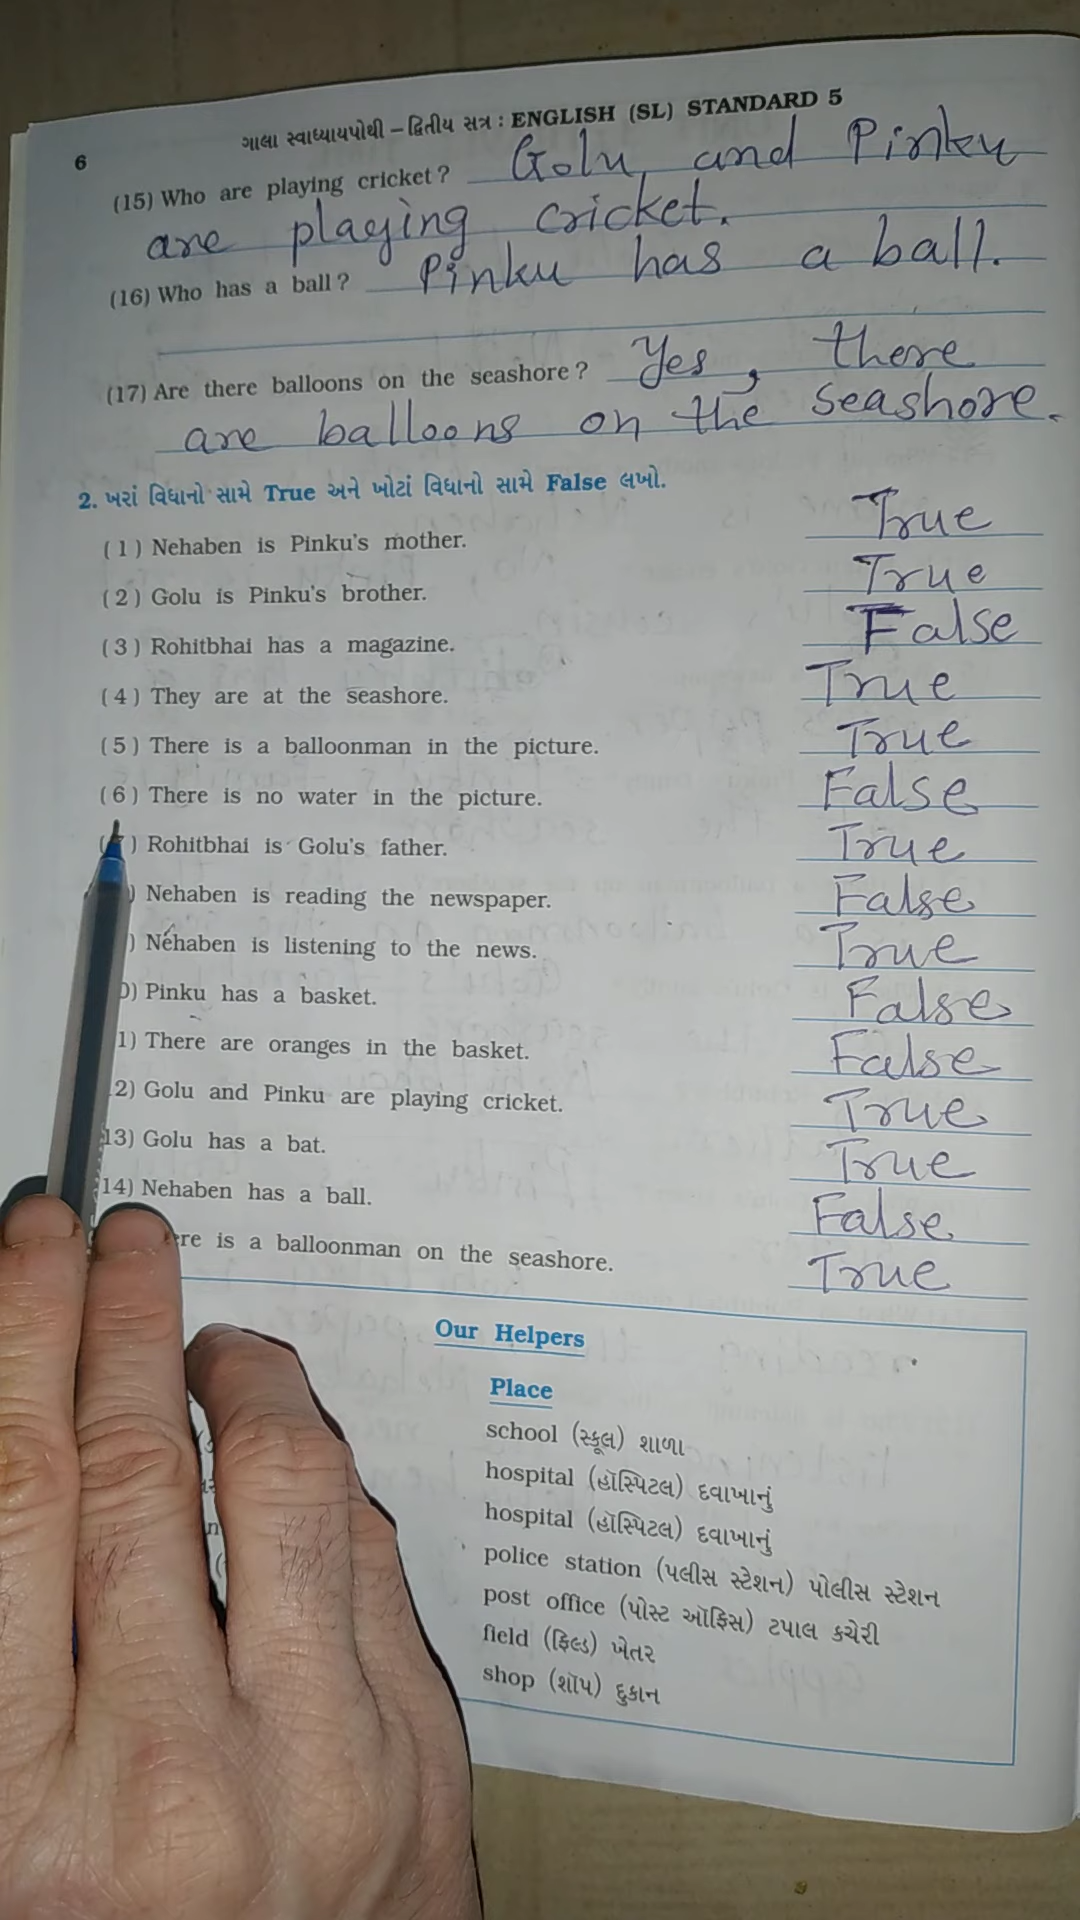 6
ગાલા સ્વાધ્યાયપોથી – દ્વિતીય સત્ર : ENGLISH (SL) STANDARD 5
(15) Who are playing cricket ? Golu and Pinku
are playing cricket.
(16) Who has a ball ? Pinku has a ball.
(17) Are there balloons on the seashore ? Yes, there
are balloons on the seashore.
2. ખરાં વિધાનો સામે True અને ખોટાં વિધાનો સામે False લખો.
(1) Nehaben is Pinku's mother. True
(2) Golu is Pinku's brother. True
(3) Rohitbhai has a magazine. False
(4) They are at the seashore. True
(5) There is a balloonman in the picture. True
(6) There is no water in the picture. False
) Rohitbhai is Golu's father. True
) Nehaben is reading the newspaper. False
) Nehaben is listening to the news. True
0) Pinku has a basket. False
1) There are oranges in the basket. False
2) Golu and Pinku are playing cricket. True
13) Golu has a bat. True
14) Nehaben has a ball. False
ere is a balloonman on the seashore. True
Our Helpers
Place
school (સ્કૂલ) શાળા
hospital (હૉસ્પિટલ) દવાખાનું
hospital (હૉસ્પિટલ) દવાખાનું
police station (પલીસ સ્ટેશન) પોલીસ સ્ટેશન
post office (પોસ્ટ ઑફિસ) ટપાલ કચેરી
field (ફિલ્ડ) ખેતર
shop (શૉપ) દુકાન